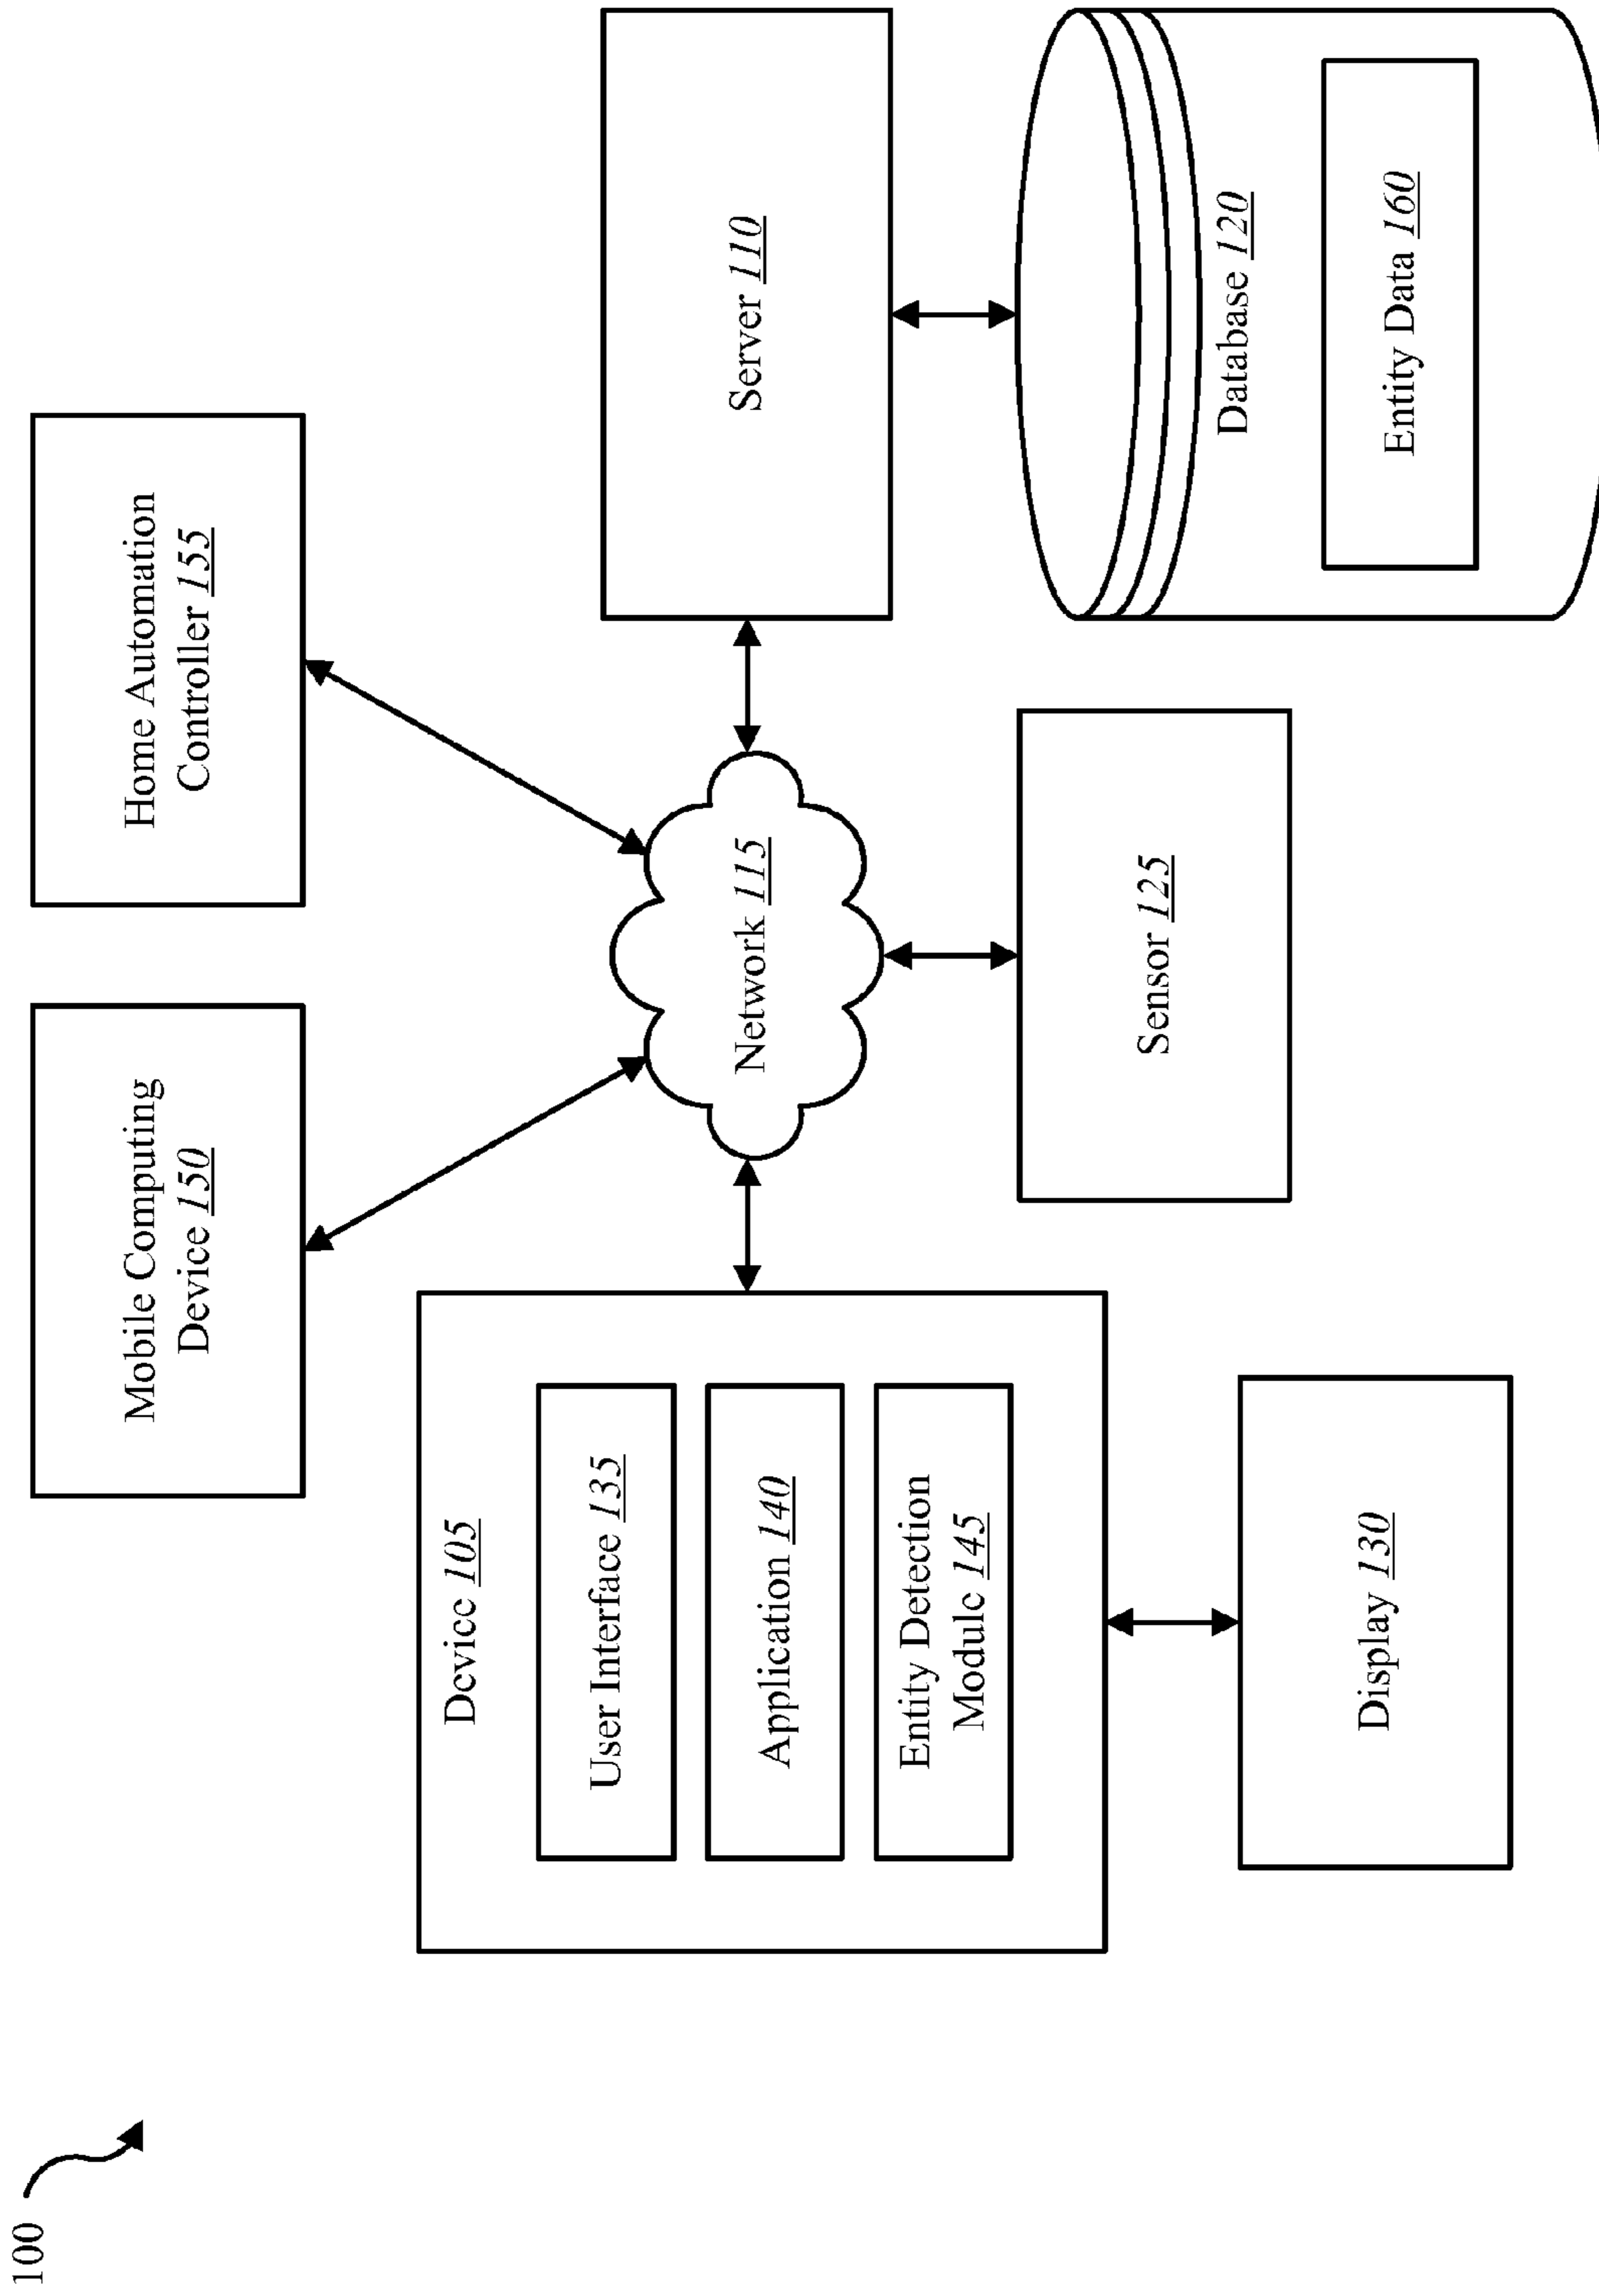 100
Mobile Computing
Device 150
Home Automation
Controller 155
Device 105
User Interface 135
Application 140
Entity Detection
Module 145
Network 115
Server 110
Display 130
Sensor 125
Database 120
Entity Data 160